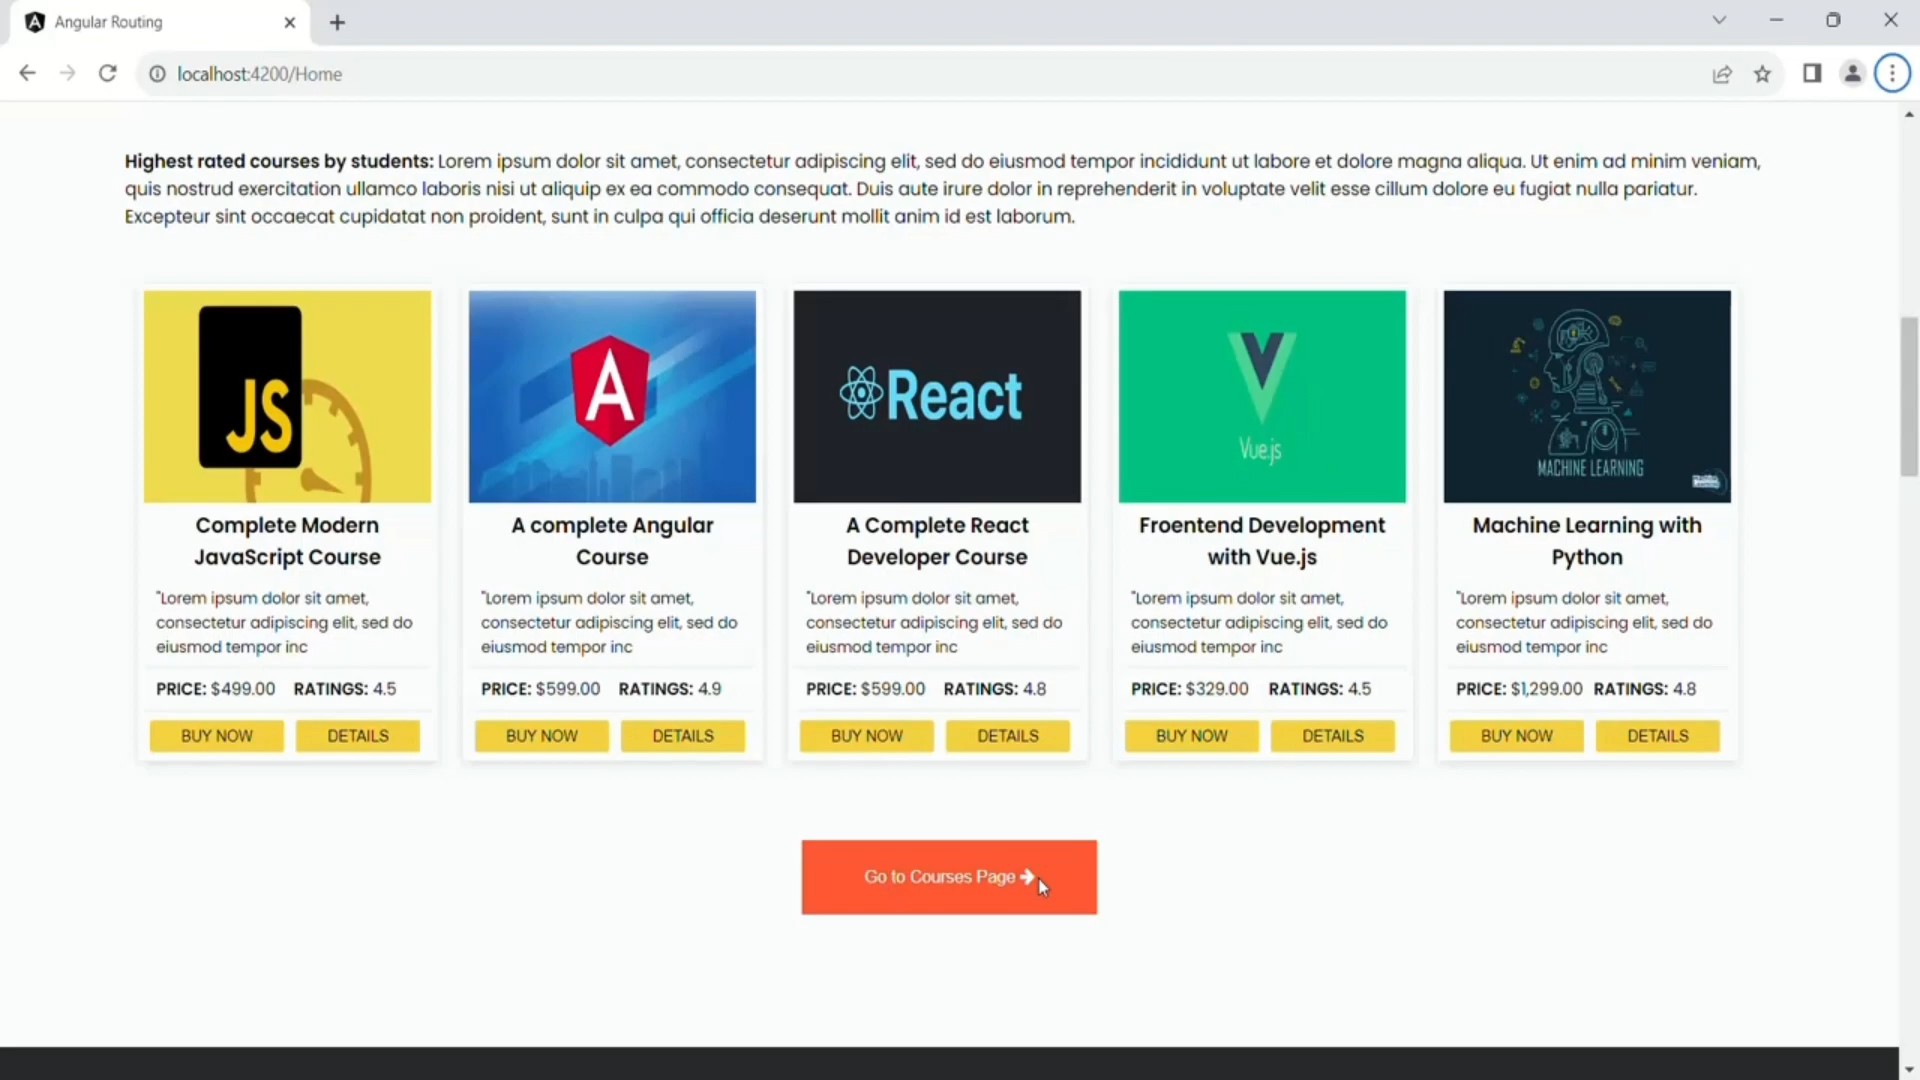 Angular Routing
localhost:4200/Home
Highest rated courses by students: Lorem ipsum dolor sit amet, consectetur adipiscing elit, sed do eiusmod tempor incididunt ut labore et dolore magna aliqua. Ut enim ad minim veniam,
quis nostrud exercitation ullamco laboris nisi ut aliquip ex ea commodo consequat. Duis aute irure dolor in reprehenderit in voluptate velit esse cillum dolore eu fugiat nulla pariatur.
Excepteur sint occaecat cupidatat non proident, sunt in culpa qui officia deserunt mollit anim id est laborum.
JS
Complete Modern
JavaScript Course
"Lorem ipsum dolor sit amet,
consectetur adipiscing elit, sed do
eiusmod tempor inc
PRICE: $499.00 RATINGS: 4.5
BUY NOW DETAILS
A
A complete Angular
Course
"Lorem ipsum dolor sit amet,
consectetur adipiscing elit, sed do
eiusmod tempor inc
PRICE: $599.00 RATINGS: 4.9
BUY NOW DETAILS
React
A Complete React
Developer Course
"Lorem ipsum dolor sit amet,
consectetur adipiscing elit, sed do
eiusmod tempor inc
PRICE: $599.00 RATINGS: 4.8
BUY NOW DETAILS
Vue.js
Froentend Development
with Vue.js
"Lorem ipsum dolor sit amet,
consectetur adipiscing elit, sed do
eiusmod tempor inc
PRICE: $329.00 RATINGS: 4.5
BUY NOW DETAILS
MACHINE LEARNING
Machine Learning with
Python
"Lorem ipsum dolor sit amet,
consectetur adipiscing elit, sed do
eiusmod tempor inc
PRICE: $1,299.00 RATINGS: 4.8
BUY NOW DETAILS
Go to Courses Page